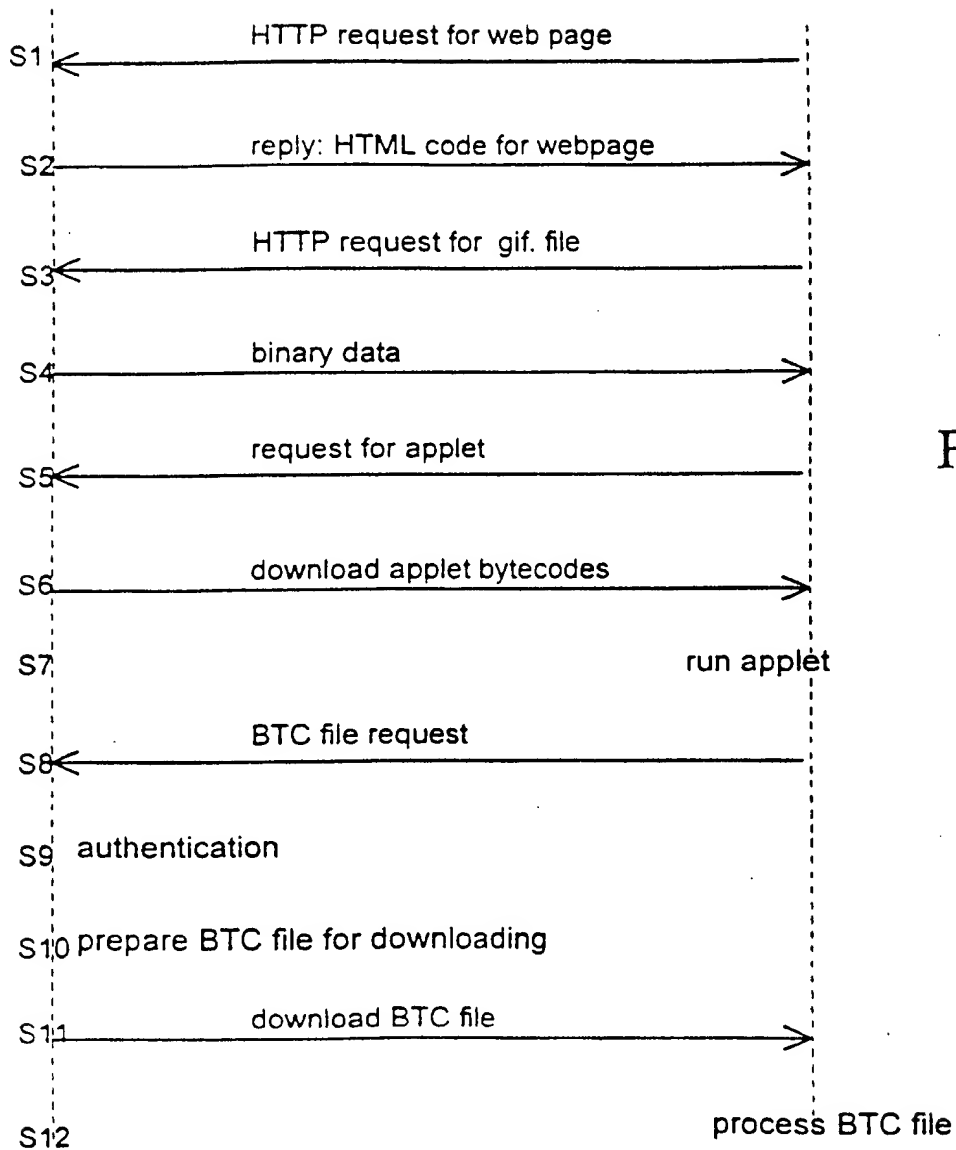 S1 HTTP request for web page
S2 reply: HTML code for webpage
S3 HTTP request for gif. file
S4 binary data
S5 request for applet
F
S6 download applet bytecodes
S7 run applet
S8 BTC file request
S9 authentication
S10 prepare BTC file for downloading
S11 download BTC file
S12 process BTC file